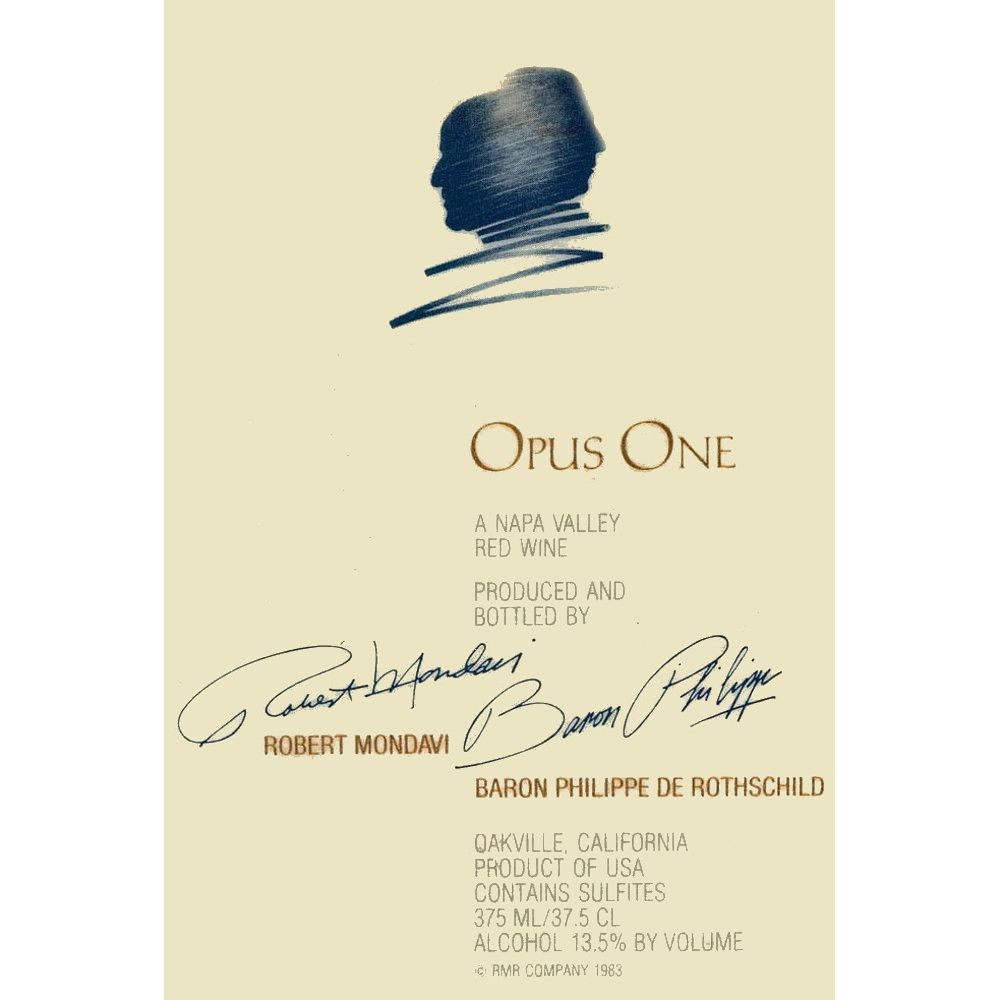 OPUS ONE
A NAPA VALLEY
RED WINE
PRODUCED AND
BOTTLED BY
Robert Mondavi
Baron Philippe
ROBERT MONDAVI
BARON PHILIPPE DE ROTHSCHILD
OAKVILLE, CALIFORNIA
PRODUCT OF USA
CONTAINS SULFITES
375 ML/37.5 CL
ALCOHOL 13.5% BY VOLUME
© RMR COMPANY 1983